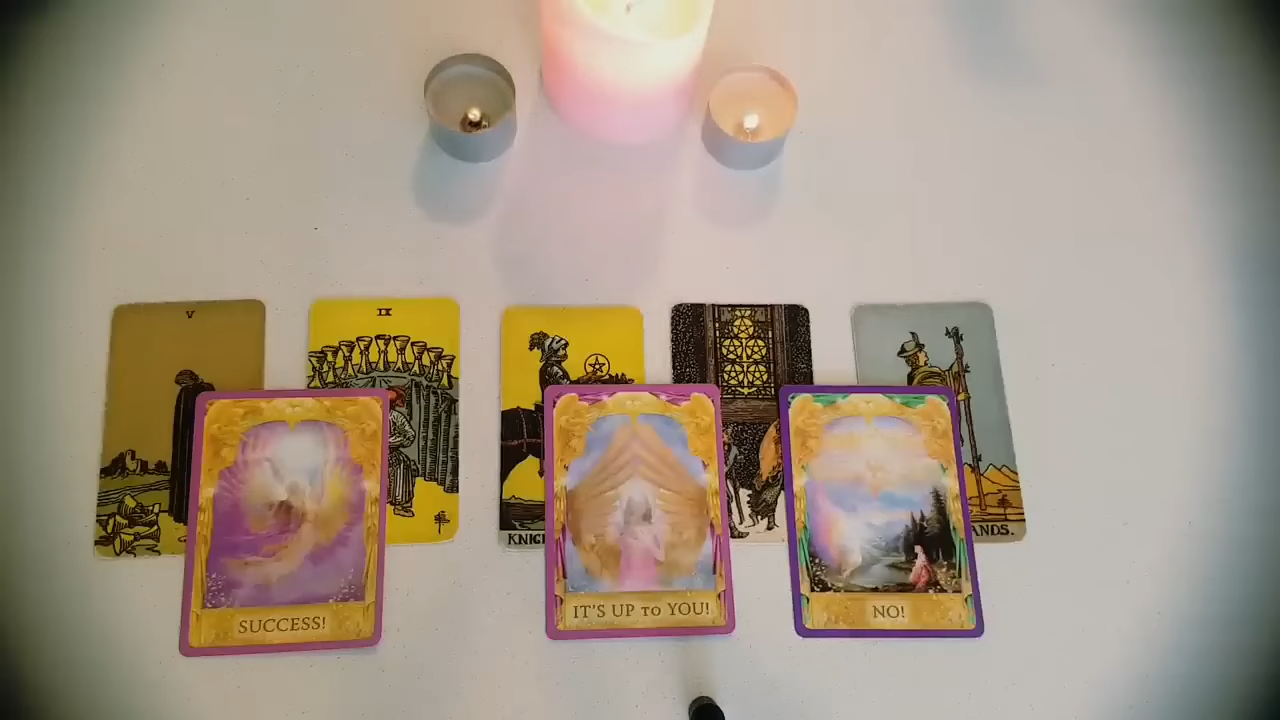 V
IX
KNIG
ANDS.
SUCCESS!
IT'S UP TO YOU!
NO!